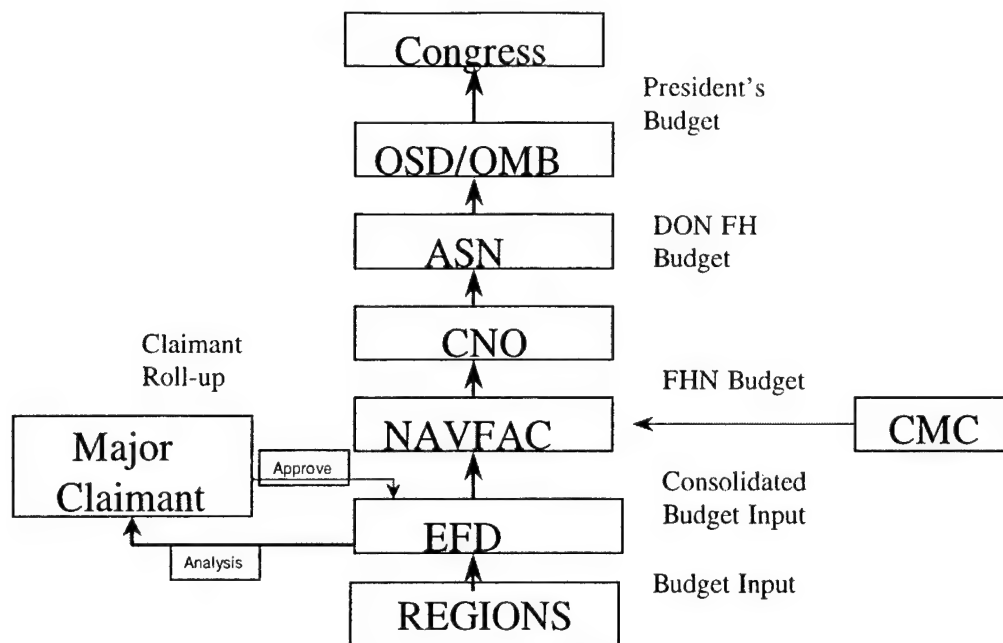 Congress
President's
Budget
OSD/OMB
DON FH
Budget
ASN
CNO
Claimant
Roll-up
FHN Budget
NAVFAC
CMC
Major
Claimant
Approve
Consolidated
Budget Input
EFD
Analysis
Budget Input
REGIONS